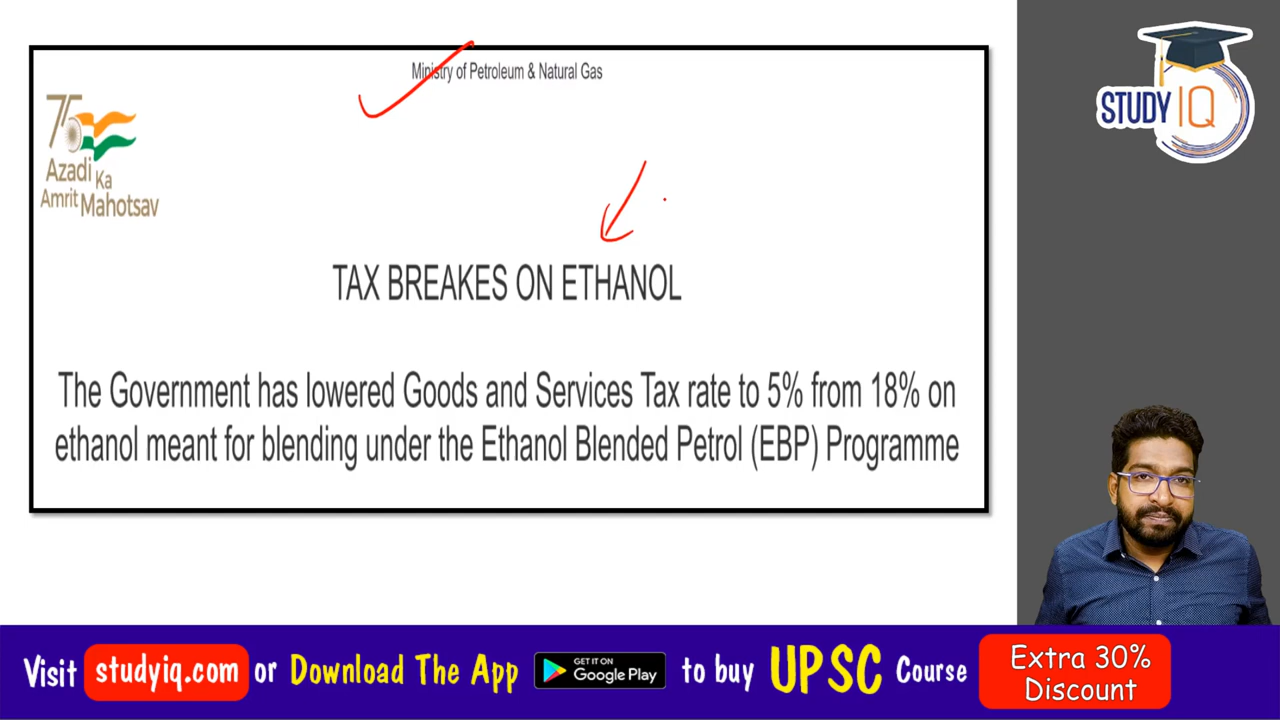 Ministry of Petroleum & Natural Gas
75
Azadi
Ka
Amrit
Mahotsav
TAX BREAKES ON ETHANOL
The Government has lowered Goods and Services Tax rate to 5% from 18% on
ethanol meant for blending under the Ethanol Blended Petrol (EBP) Programme
STUDY IQ
Visit studyiq.com or Download The App GET IT ON Google Play to buy UPSC Course
Extra 30%
Discount